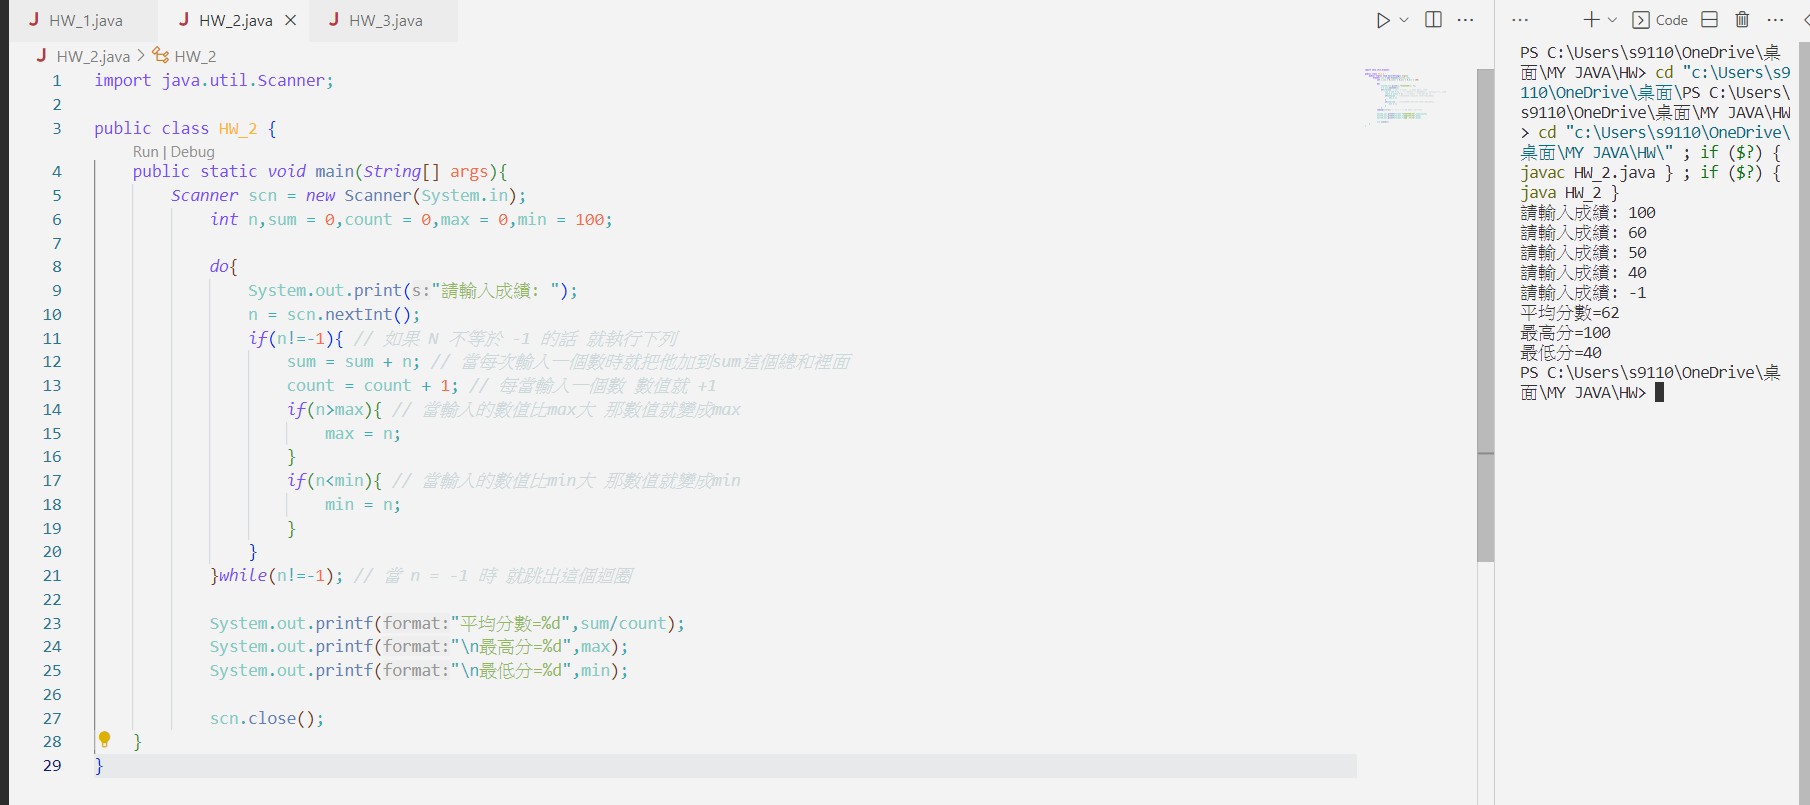 HW_1.java
HW_2.java
HW_3.java
HW_2.java > HW_2
1 import java.util.Scanner;
2
3 public class HW_2 {
Run | Debug
4 public static void main(String[] args){
5 Scanner scn = new Scanner(System.in);
6 int n,sum = 0,count = 0,max = 0,min = 100;
7
8 do{
9 System.out.print(s:"請輸入成績: ");
10 n = scn.nextInt();
11 if(n!=-1){ // 如果 N 不等於 -1 的話 就執行下列
12 sum = sum + n; // 當每次輸入一個數時就把他加到sum這個總和裡面
13 count = count + 1; // 每當輸入一個數 數值就 +1
14 if(n>max){ // 當輸入的數值比max大 那數值就變成max
15 max = n;
16 }
17 if(n<min){ // 當輸入的數值比min大 那數值就變成min
18 min = n;
19 }
20 }
21 }while(n!=-1); // 當 n = -1 時 就跳出這個迴圈
22
23 System.out.printf(format:"平均分數=%d",sum/count);
24 System.out.printf(format:"\n最高分=%d",max);
25 System.out.printf(format:"\n最低分=%d",min);
26
27 scn.close();
28 }
29 }
Code
PS C:\Users\s9110\OneDrive\桌
面\MY JAVA\HW> cd "c:\Users\s9
110\OneDrive\桌面\PS C:\Users\
s9110\OneDrive\桌面\MY JAVA\HW
> cd "c:\Users\s9110\OneDrive\
桌面\MY JAVA\HW\" ; if ($?) {
javac HW_2.java } ; if ($?) {
java HW_2 }
請輸入成績: 100
請輸入成績: 60
請輸入成績: 50
請輸入成績: 40
請輸入成績: -1
平均分數=62
最高分=100
最低分=40
PS C:\Users\s9110\OneDrive\桌
面\MY JAVA\HW>